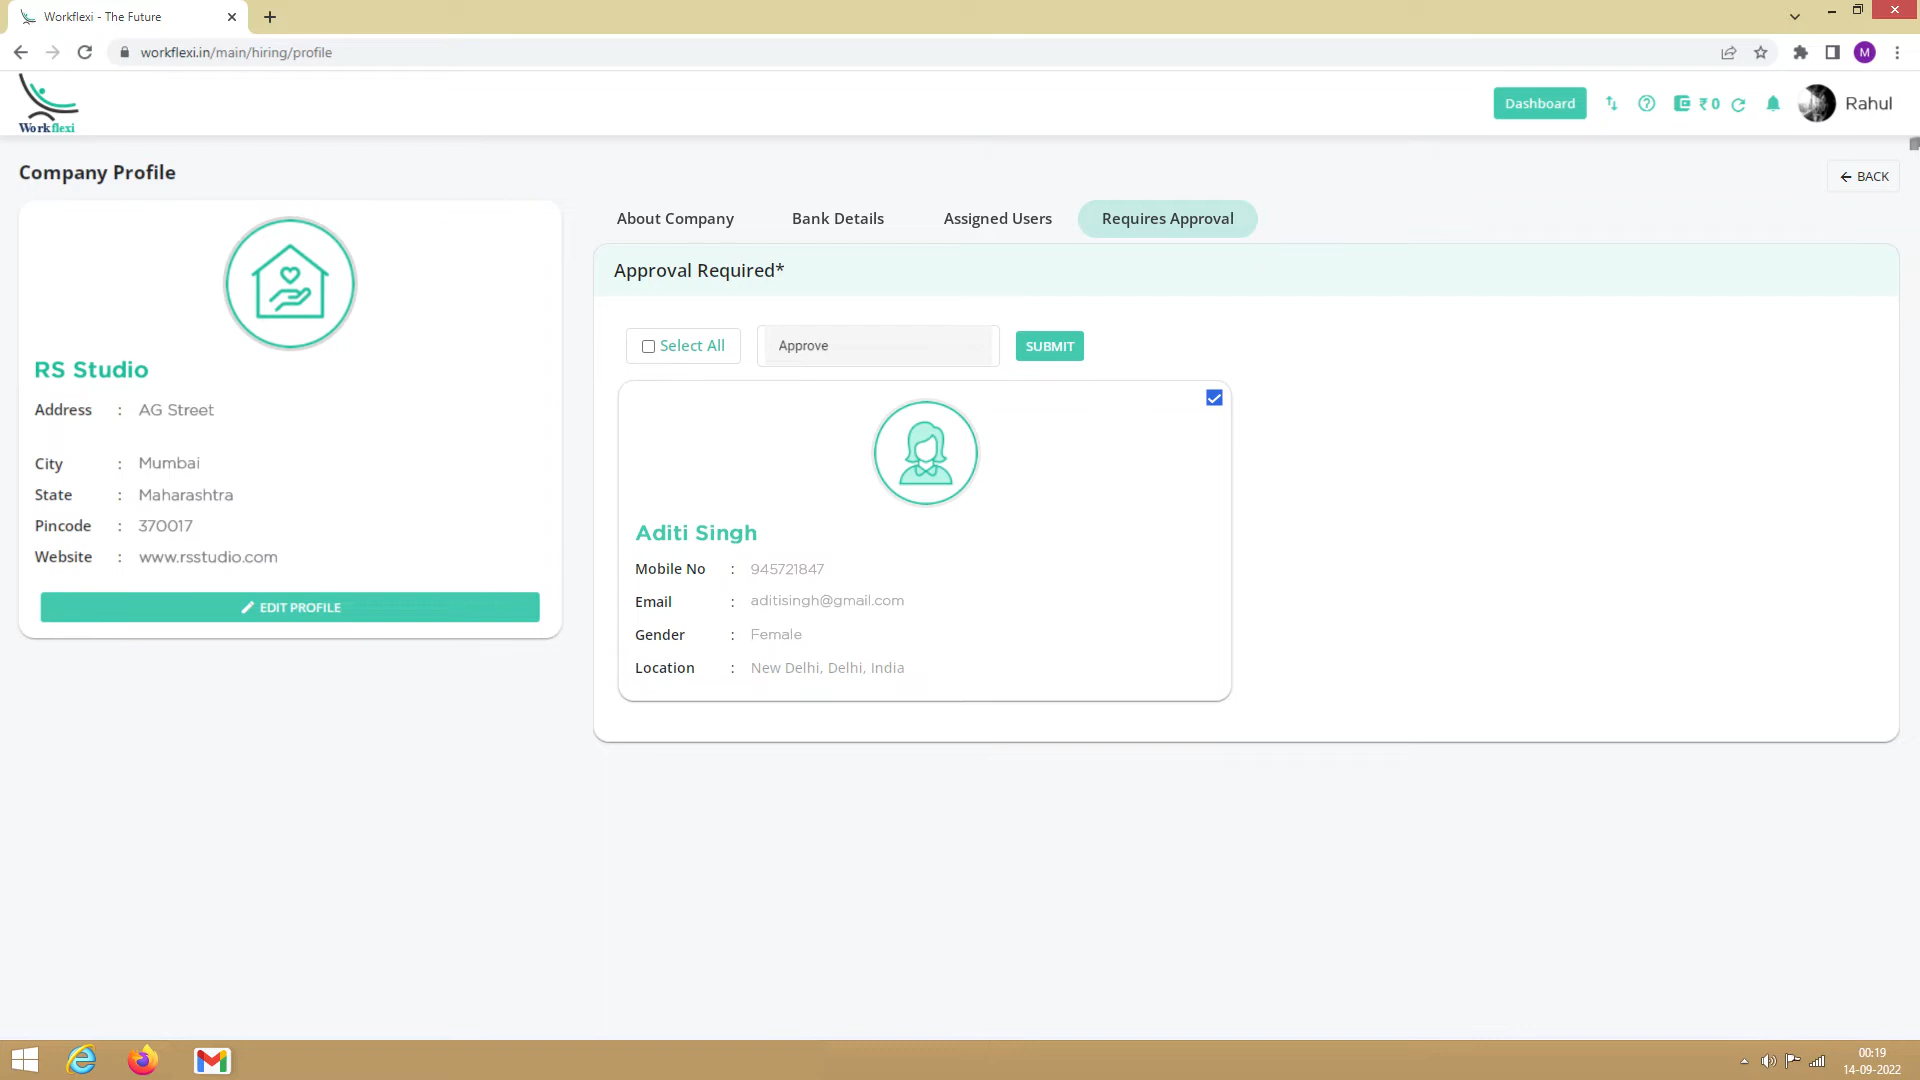 Workflexi - The Future
workflexi.in/main/hiring/profile
M
Workflexi
Dashboard
₹ 0
Rahul
Company Profile
BACK
About Company
Bank Details
Assigned Users
Requires Approval
RS Studio
Address : AG Street
City : Mumbai
State : Maharashtra
Pincode : 370017
Website : www.rsstudio.com
EDIT PROFILE
Approval Required*
Select All
Approve
SUBMIT
Aditi Singh
Mobile No : 945721847
Email : aditisingh@gmail.com
Gender : Female
Location : New Delhi, Delhi, India
00:19
14-09-2022